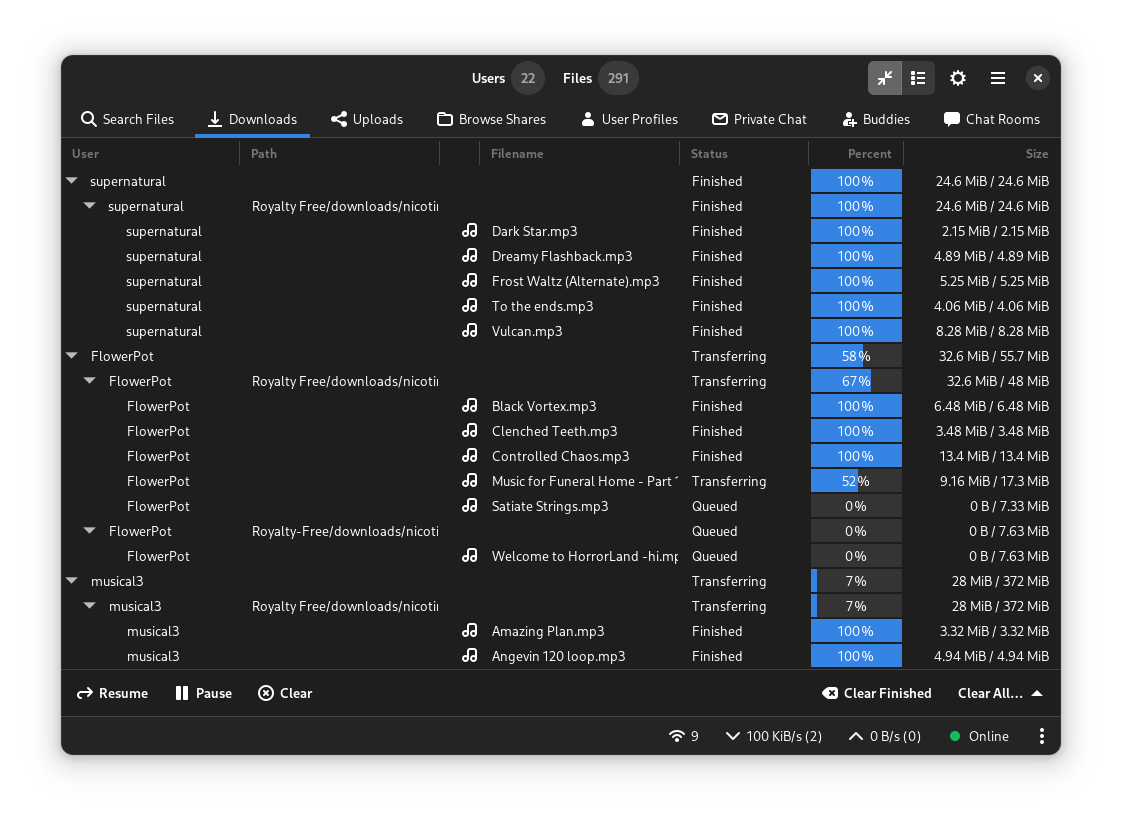 Users 22 Files 291
Search Files Downloads Uploads Browse Shares User Profiles Private Chat Buddies Chat Rooms
User Path Filename Status Percent Size
supernatural Finished 100% 24.6 MiB / 24.6 MiB
supernatural Royalty Free/downloads/nicoti Finished 100% 24.6 MiB / 24.6 MiB
supernatural Dark Star.mp3 Finished 100% 2.15 MiB / 2.15 MiB
supernatural Dreamy Flashback.mp3 Finished 100% 4.89 MiB / 4.89 MiB
supernatural Frost Waltz (Alternate).mp3 Finished 100% 5.25 MiB / 5.25 MiB
supernatural To the ends.mp3 Finished 100% 4.06 MiB / 4.06 MiB
supernatural Vulcan.mp3 Finished 100% 8.28 MiB / 8.28 MiB
FlowerPot Transferring 58% 32.6 MiB / 55.7 MiB
FlowerPot Royalty Free/downloads/nicoti Transferring 67% 32.6 MiB / 48 MiB
FlowerPot Black Vortex.mp3 Finished 100% 6.48 MiB / 6.48 MiB
FlowerPot Clenched Teeth.mp3 Finished 100% 3.48 MiB / 3.48 MiB
FlowerPot Controlled Chaos.mp3 Finished 100% 13.4 MiB / 13.4 MiB
FlowerPot Music for Funeral Home - Part Transferring 52% 9.16 MiB / 17.3 MiB
FlowerPot Satiate Strings.mp3 Queued 0% 0 B / 7.33 MiB
FlowerPot Royalty-Free/downloads/nicoti Queued 0% 0 B / 7.63 MiB
FlowerPot Welcome to HorrorLand -hi.mp Queued 0% 0 B / 7.63 MiB
musical3 Transferring 7% 28 MiB / 372 MiB
musical3 Royalty Free/downloads/nicoti Transferring 7% 28 MiB / 372 MiB
musical3 Amazing Plan.mp3 Finished 100% 3.32 MiB / 3.32 MiB
musical3 Angevin 120 loop.mp3 Finished 100% 4.94 MiB / 4.94 MiB
Resume Pause Clear Clear Finished Clear All...
9 100 KiB/s (2) 0 B/s (0) Online